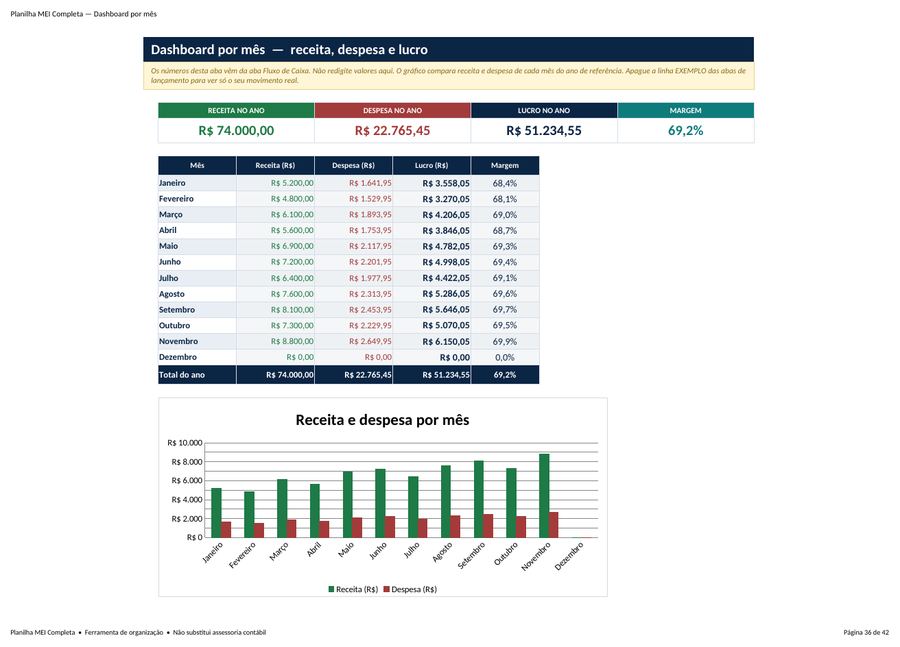 Planilha MEI Completa — Dashboard por mês
Dashboard por mês — receita, despesa e lucro
Os números desta aba vêm da aba Fluxo de Caixa. Não redigite valores aqui. O gráfico compara receita e despesa de cada mês do ano de referência. Apague a linha EXEMPLO das abas de
lançamento para ver só o seu movimento real.
RECEITA NO ANO DESPESA NO ANO LUCRO NO ANO MARGEM
R$ 74.000,00 R$ 22.765,45 R$ 51.234,55 69,2%
Mês Receita (R$) Despesa (R$) Lucro (R$) Margem
Janeiro R$ 5.200,00 R$ 1.641,95 R$ 3.558,05 68,4%
Fevereiro R$ 4.800,00 R$ 1.529,95 R$ 3.270,05 68,1%
Março R$ 6.100,00 R$ 1.893,95 R$ 4.206,05 69,0%
Abril R$ 5.600,00 R$ 1.753,95 R$ 3.846,05 68,7%
Maio R$ 6.900,00 R$ 2.117,95 R$ 4.782,05 69,3%
Junho R$ 7.200,00 R$ 2.201,95 R$ 4.998,05 69,4%
Julho R$ 6.400,00 R$ 1.977,95 R$ 4.422,05 69,1%
Agosto R$ 7.600,00 R$ 2.313,95 R$ 5.286,05 69,6%
Setembro R$ 8.100,00 R$ 2.453,95 R$ 5.646,05 69,7%
Outubro R$ 7.300,00 R$ 2.229,95 R$ 5.070,05 69,5%
Novembro R$ 8.800,00 R$ 2.649,95 R$ 6.150,05 69,9%
Dezembro R$ 0,00 R$ 0,00 R$ 0,00 0,0%
Total do ano R$ 74.000,00 R$ 22.765,45 R$ 51.234,55 69,2%
Receita e despesa por mês
R$ 10.000
R$ 8.000
R$ 6.000
R$ 4.000
R$ 2.000
R$ 0
Janeiro Fevereiro Março Abril Maio Junho Julho Agosto Setembro Outubro Novembro Dezembro
Receita (R$) Despesa (R$)
Planilha MEI Completa • Ferramenta de organização • Não substitui assessoria contábil Página 36 de 42